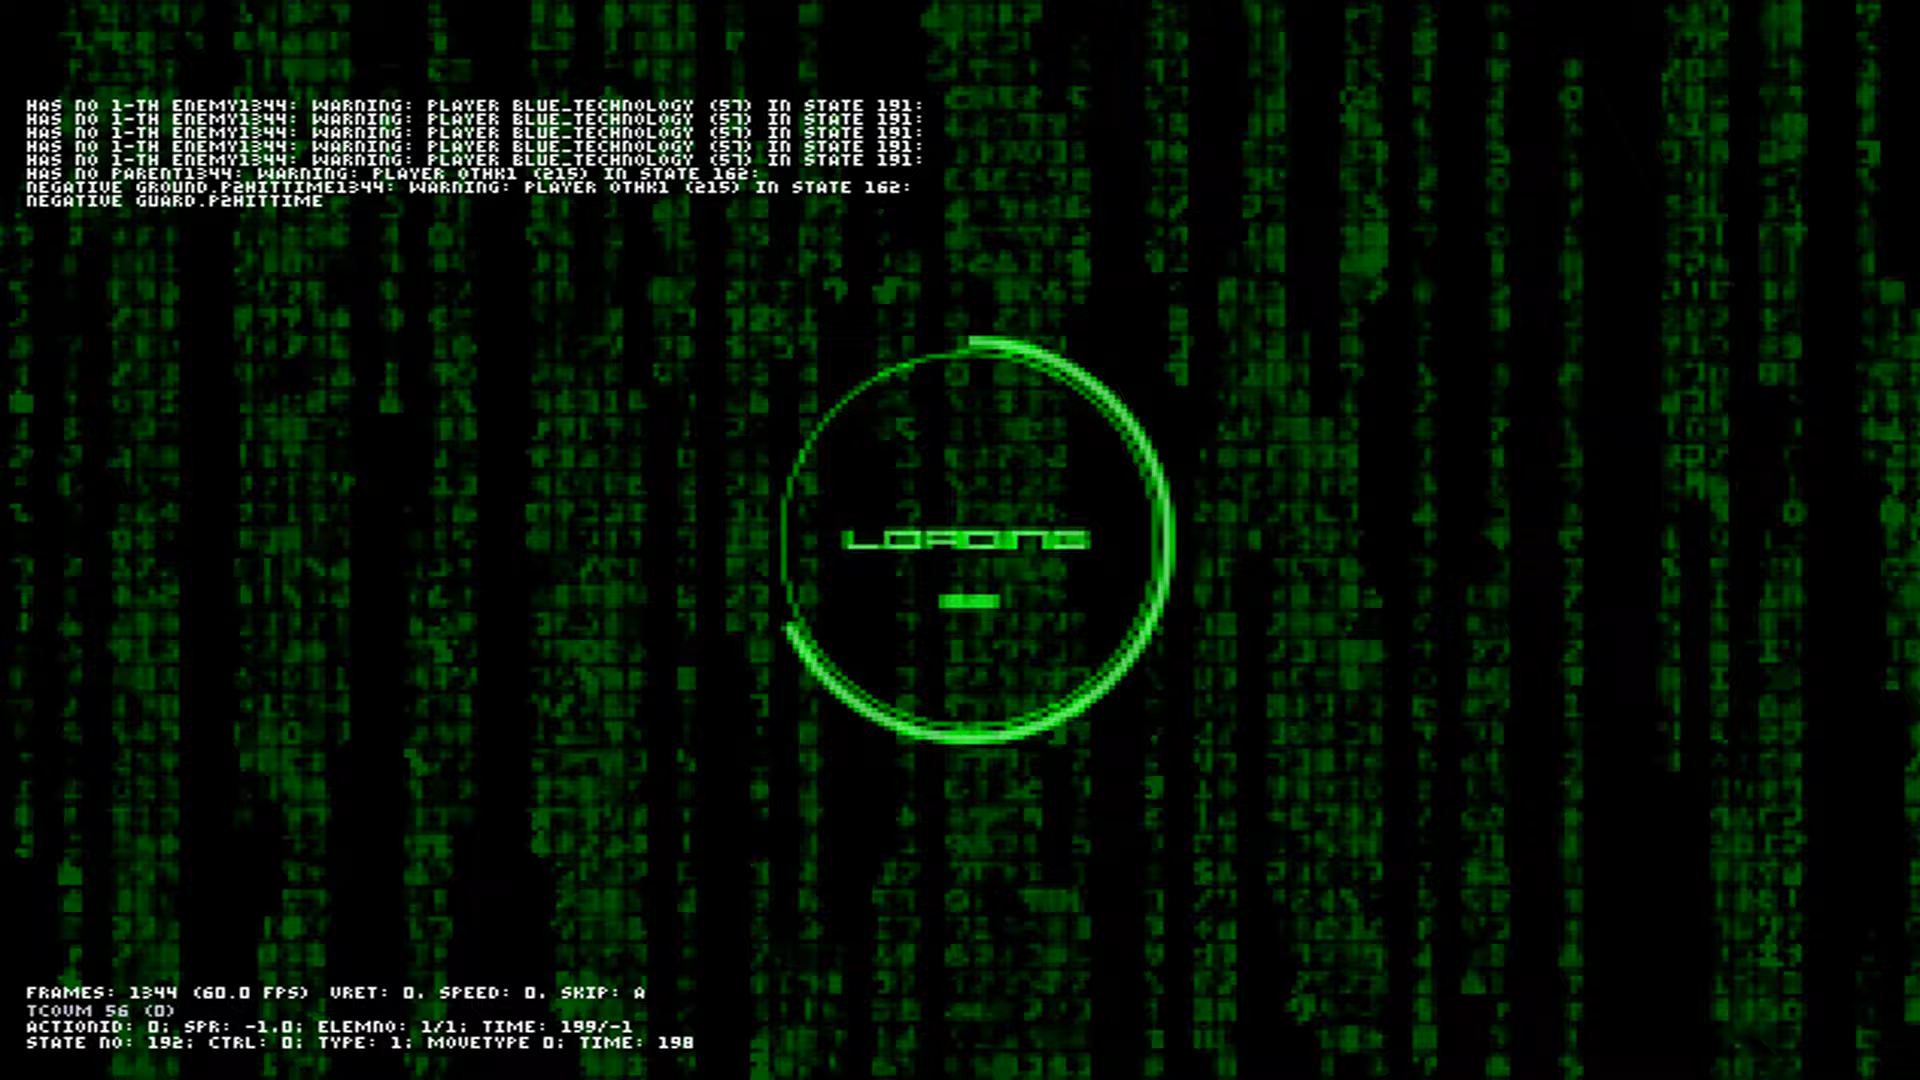 HAS NO 1-TH ENEMY1344: WARNING: PLAYER BLUE_TECHNOLOGY (57) IN STATE 191:
HAS NO 1-TH ENEMY1344: WARNING: PLAYER BLUE_TECHNOLOGY (57) IN STATE 191:
HAS NO 1-TH ENEMY1344: WARNING: PLAYER BLUE_TECHNOLOGY (57) IN STATE 191:
HAS NO 1-TH ENEMY1344: WARNING: PLAYER BLUE_TECHNOLOGY (57) IN STATE 191:
HAS NO 1-TH ENEMY1344: WARNING: PLAYER BLUE_TECHNOLOGY (57) IN STATE 191:
HAS NO PARENT1344: WARNING: PLAYER OTHK1 (215) IN STATE 162:
NEGATIVE GROUND.P2HITTIME1344: WARNING: PLAYER OTHK1 (215) IN STATE 162:
NEGATIVE GUARD.P2HITTIME
LOADING
FRAMES: 1344 (60.0 FPS) VRET: 0. SPEED: 0. SKIP: A
TCOVM 56 (0)
ACTIONID: 0; SPR: -1.0; ELEMNO: 1/1; TIME: 199/-1
STATE NO: 192; CTRL: 0; TYPE: 1; MOVETYPE 0; TIME: 198